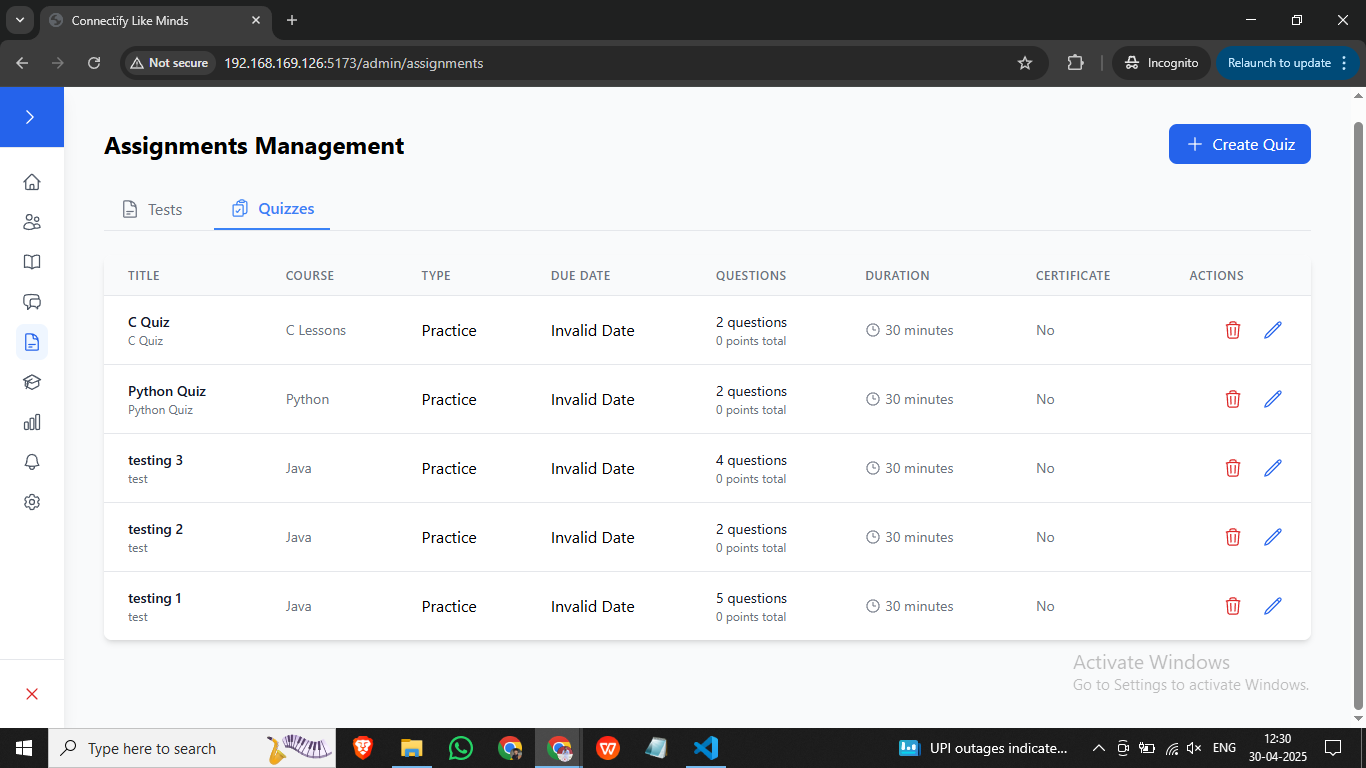 Connectify Like Minds
Not secure 192.168.169.126:5173/admin/assignments Incognito Relaunch to update
Assignments Management
Create Quiz
Tests Quizzes
TITLE COURSE TYPE DUE DATE QUESTIONS DURATION CERTIFICATE ACTIONS
C Quiz C Lessons Practice Invalid Date 2 questions 30 minutes No
C Quiz 0 points total
Python Quiz Python Practice Invalid Date 2 questions 30 minutes No
Python Quiz 0 points total
testing 3 Java Practice Invalid Date 4 questions 30 minutes No
test 0 points total
testing 2 Java Practice Invalid Date 2 questions 30 minutes No
test 0 points total
testing 1 Java Practice Invalid Date 5 questions 30 minutes No
test 0 points total
Activate Windows
Go to Settings to activate Windows.
Type here to search UPI outages indicate... ENG 12:30
30-04-2025